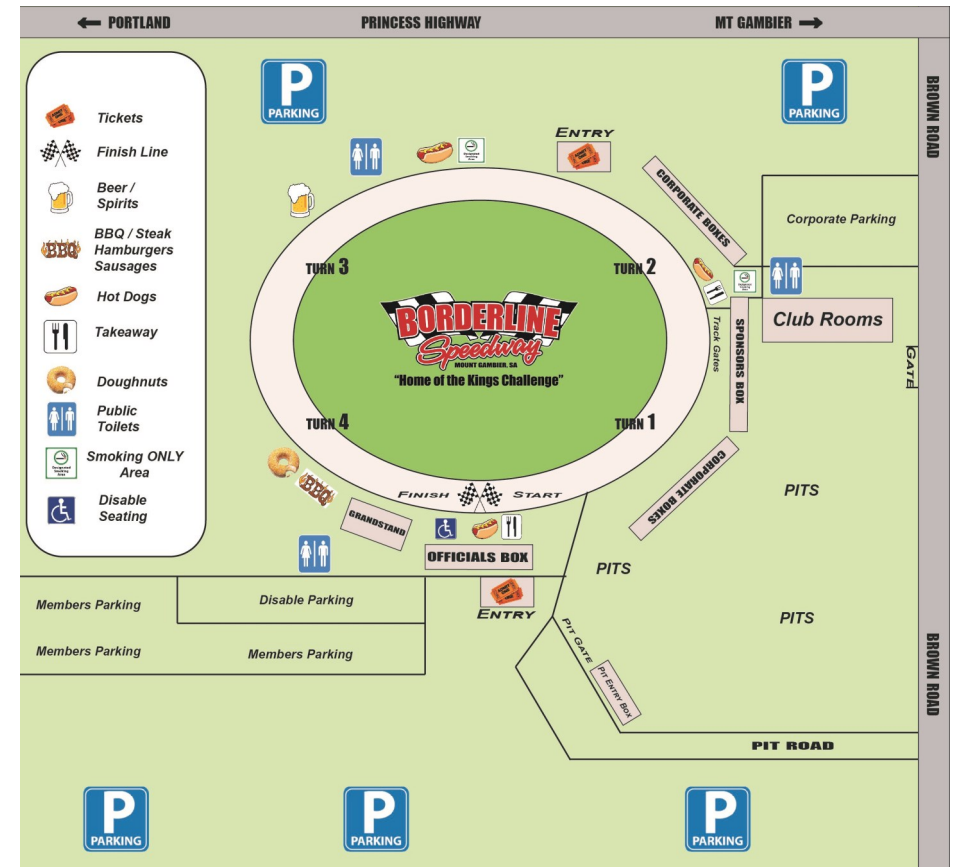 PORTLAND
PRINCESS HIGHWAY
MT GAMBIER
BROWN ROAD
P
PARKING
P
PARKING
Tickets
Finish Line
Beer /
Spirits
BBQ
BBQ / Steak
Hamburgers
Sausages
Hot Dogs
Takeaway
Doughnuts
Public
Toilets
Smoking ONLY
Area
Disable
Seating
ENTRY
CORPORATE BOXES
Corporate Parking
TURN 3
TURN 2
BORDERLINE
Speedway
MOUNT GAMBIER, SA
"Home of the Kings Challenge"
Track Gates
SPONSORS BOX
Club Rooms
GATE
TURN 4
TURN 1
CORPORATE BOXES
BBQ
FINISH
START
PITS
GRANDSTAND
OFFICIALS BOX
PITS
PITS
ENTRY
Members Parking
Disable Parking
Members Parking
Members Parking
PIT GATE
PIT ENTRY BOX
BROWN ROAD
PIT ROAD
P
PARKING
P
PARKING
P
PARKING